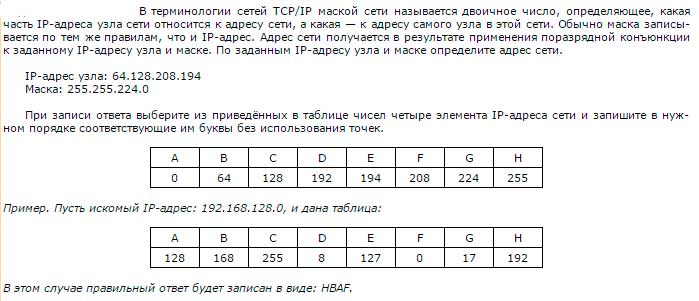 В терминологии сетей TCP/IP маской сети называется двоичное число, определяющее, какая
часть IP-адреса узла сети относится к адресу сети, а какая — к адресу самого узла в этой сети. Обычно маска записы-
вается по тем же правилам, что и IP-адрес. Адрес сети получается в результате применения поразрядной конъюнкции
к заданному IP-адресу узла и маске. По заданным IP-адресу узла и маске определите адрес сети.
IP-адрес узла: 64.128.208.194
Маска: 255.255.224.0
При записи ответа выберите из приведённых в таблице чисел четыре элемента IP-адреса сети и запишите в нуж-
ном порядке соответствующие им буквы без использования точек.
A B C D E F G H
0 64 128 192 194 208 224 255
Пример. Пусть искомый IP-адрес: 192.168.128.0, и дана таблица:
A B C D E F G H
128 168 255 8 127 0 17 192
В этом случае правильный ответ будет записан в виде: HBAF.